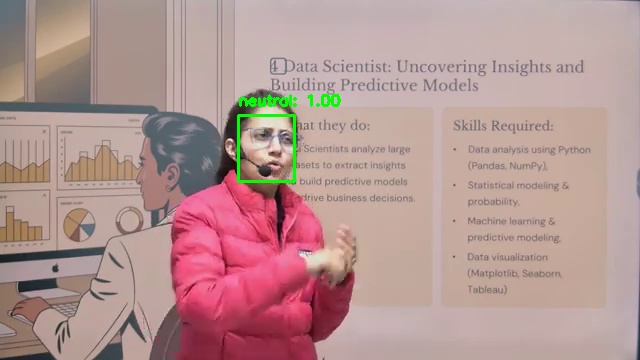 neutral: 1.00
4 Data Scientist: Uncovering Insights and
Building Predictive Models
they do:
Scientists analyze large
to extract insights
build predictive models
drive business decisions.
Skills Required:
• Data analysis using Python
(Pandas, NumPy),
• Statistical modeling &
probability,
• Machine learning &
predictive modeling,
• Data visualization
(Matplotlib, Seaborn,
Tableau)